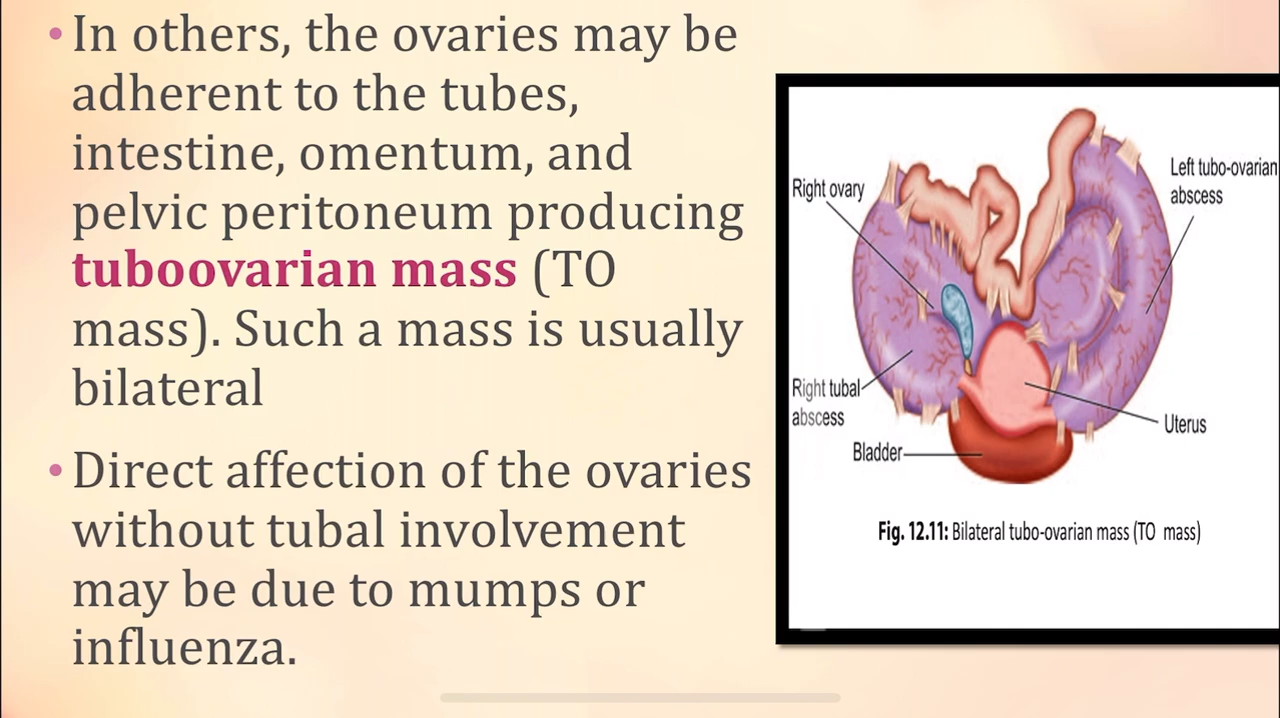 • In others, the ovaries may be
adherent to the tubes,
intestine, omentum, and
pelvic peritoneum producing
tuboovarian mass (TO
mass). Such a mass is usually
bilateral
• Direct affection of the ovaries
without tubal involvement
may be due to mumps or
influenza.
Right ovary
Left tubo-ovarian
abscess
Right tubal
abscess
Bladder
Uterus
Fig. 12.11: Bilateral tubo-ovarian mass (TO mass)